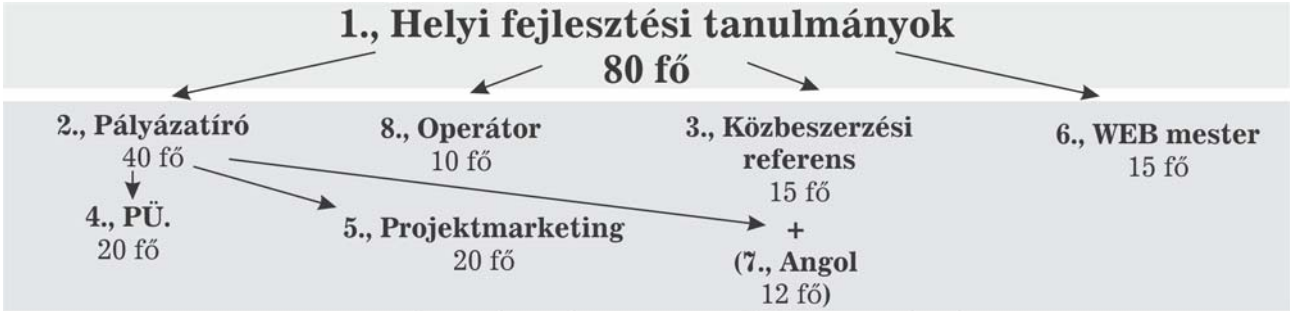 1., Helyi fejlesztési tanulmányok
80 fő
2., Pályázatíró
40 fő
8., Operátor
10 fő
3., Közbeszerzési
referens
15 fő
6., WEB mester
15 fő
4., PÜ.
20 fő
5., Projektmarketing
20 fő
+
(7., Angol
12 fő)